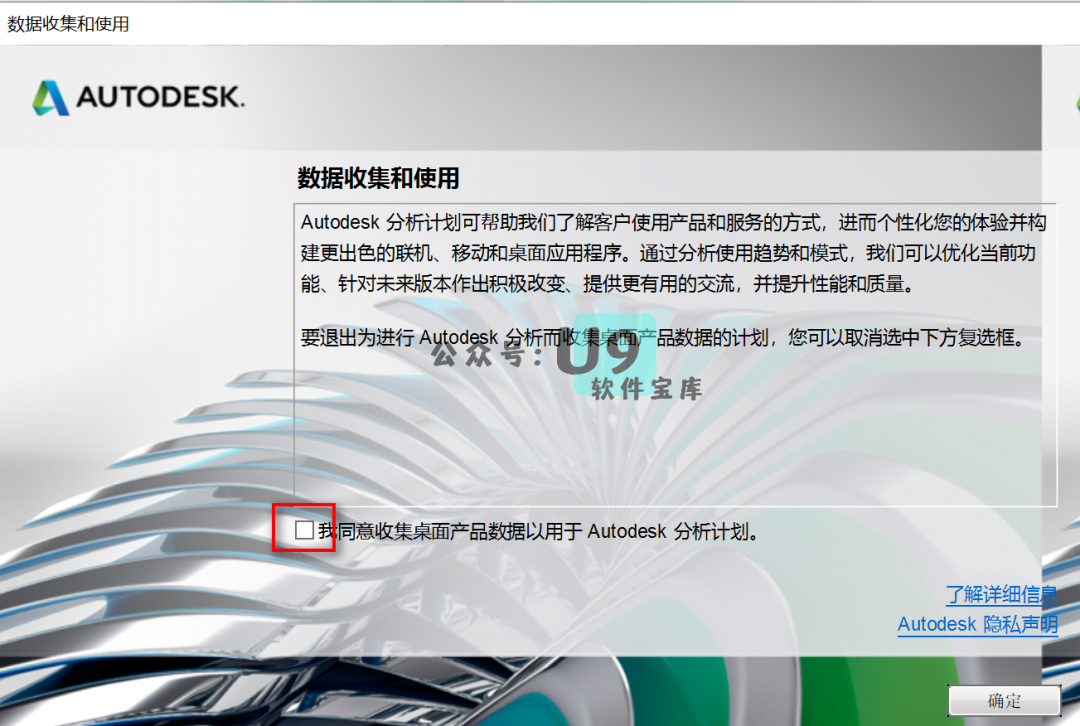 数据收集和使用
AUTODESK.
数据收集和使用
Autodesk 分析计划可帮助我们了解客户使用产品和服务的方式，进而个性化您的体验并构
建更出色的联机、移动和桌面应用程序。通过分析使用趋势和模式，我们可以优化当前功
能、针对未来版本作出积极改变、提供更有用的交流，并提升性能和质量。
要退出为进行 Autodesk 分析而收集桌面产品数据的计划，您可以取消选中下方复选框。
公众号：U9
软件宝库
我同意收集桌面产品数据以用于 Autodesk 分析计划。
了解详细信息
Autodesk 隐私声明
确定